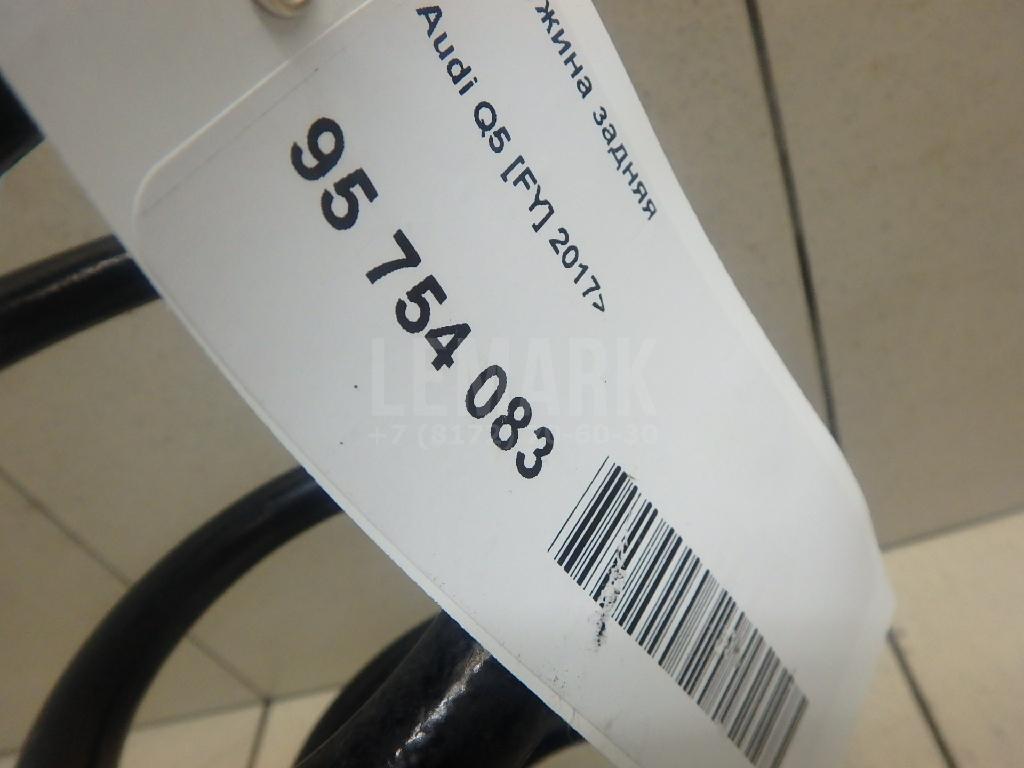 жина задняя
Audi Q5 [FY] 2017>
95 754 083
LEMARK